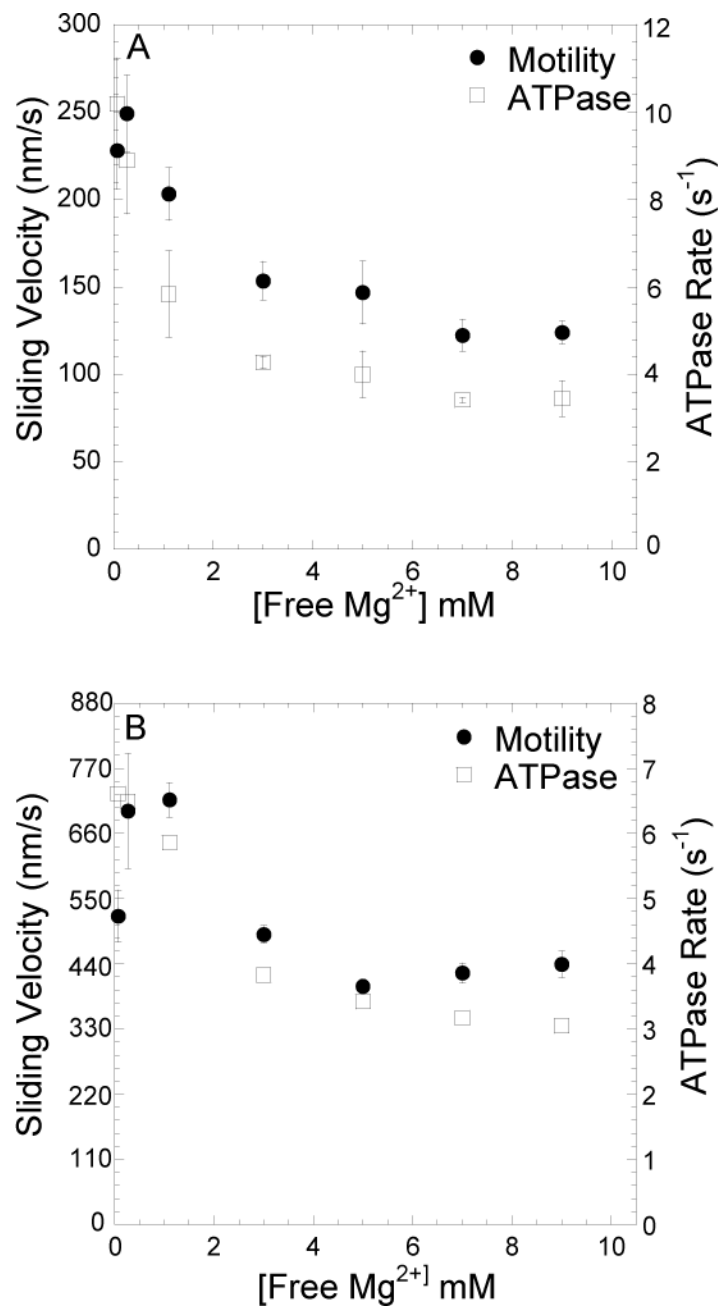 A
Motility
ATPase
300
250
200
150
100
50
0
Sliding Velocity (nm/s)
12
10
8
6
4
2
0
ATPase Rate (s⁻¹)
0 2 4 6 8 10
[Free Mg²⁺] mM
B
Motility
ATPase
880
770
660
550
440
330
220
110
0
Sliding Velocity (nm/s)
8
7
6
5
4
3
2
1
0
ATPase Rate (s⁻¹)
0 2 4 6 8 10
[Free Mg²⁺] mM